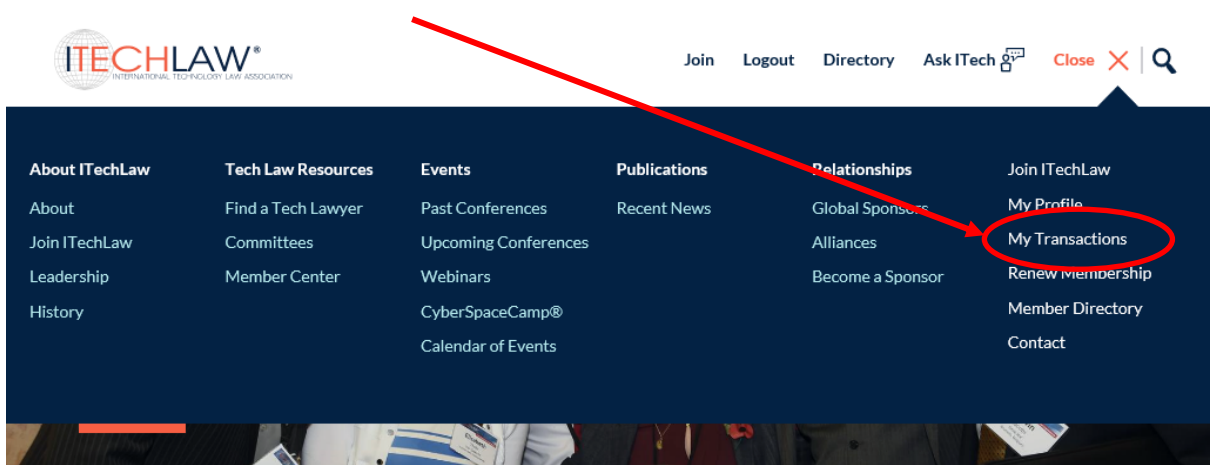 ITECHLAW®
INTERNATIONAL TECHNOLOGY LAW ASSOCIATION
Join Logout Directory Ask ITech Close
About ITechLaw
About
Join ITechLaw
Leadership
History
Tech Law Resources
Find a Tech Lawyer
Committees
Member Center
Events
Past Conferences
Upcoming Conferences
Webinars
CyberSpaceCamp®
Calendar of Events
Publications
Recent News
Relationships
Global Sponsors
Alliances
Become a Sponsor
Join ITechLaw
My Profile
My Transactions
Renew Membership
Member Directory
Contact